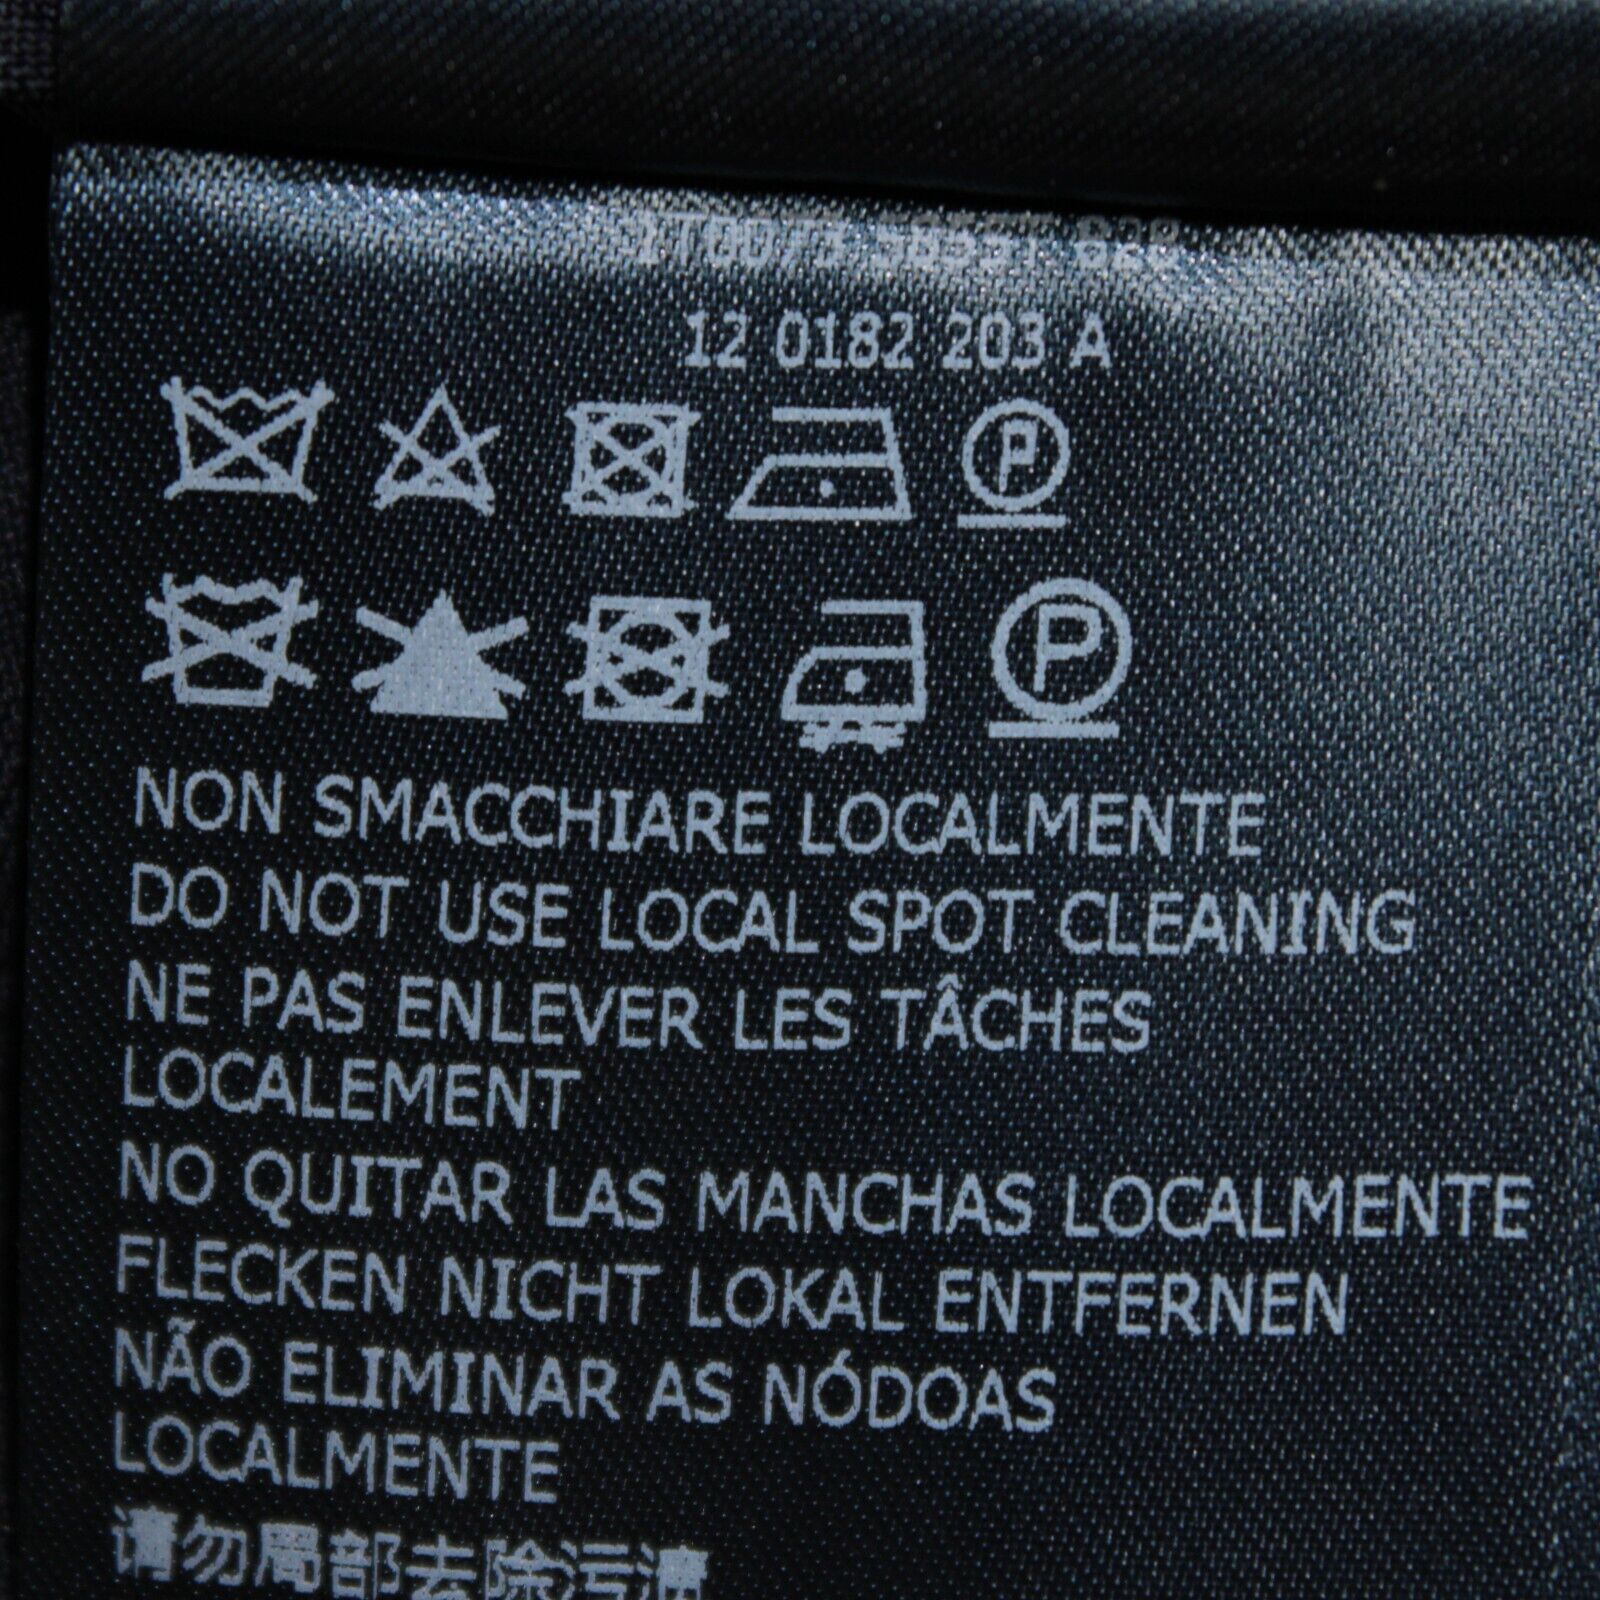 12 0182 203 A
P
P
NON SMACCHIARE LOCALMENTE
DO NOT USE LOCAL SPOT CLEANING
NE PAS ENLEVER LES TÂCHES
LOCALEMENT
NO QUITAR LAS MANCHAS LOCALMENTE
FLECKEN NICHT LOKAL ENTFERNEN
NÃO ELIMINAR AS NÓDOAS
LOCALMENTE
请勿局部去除污渍